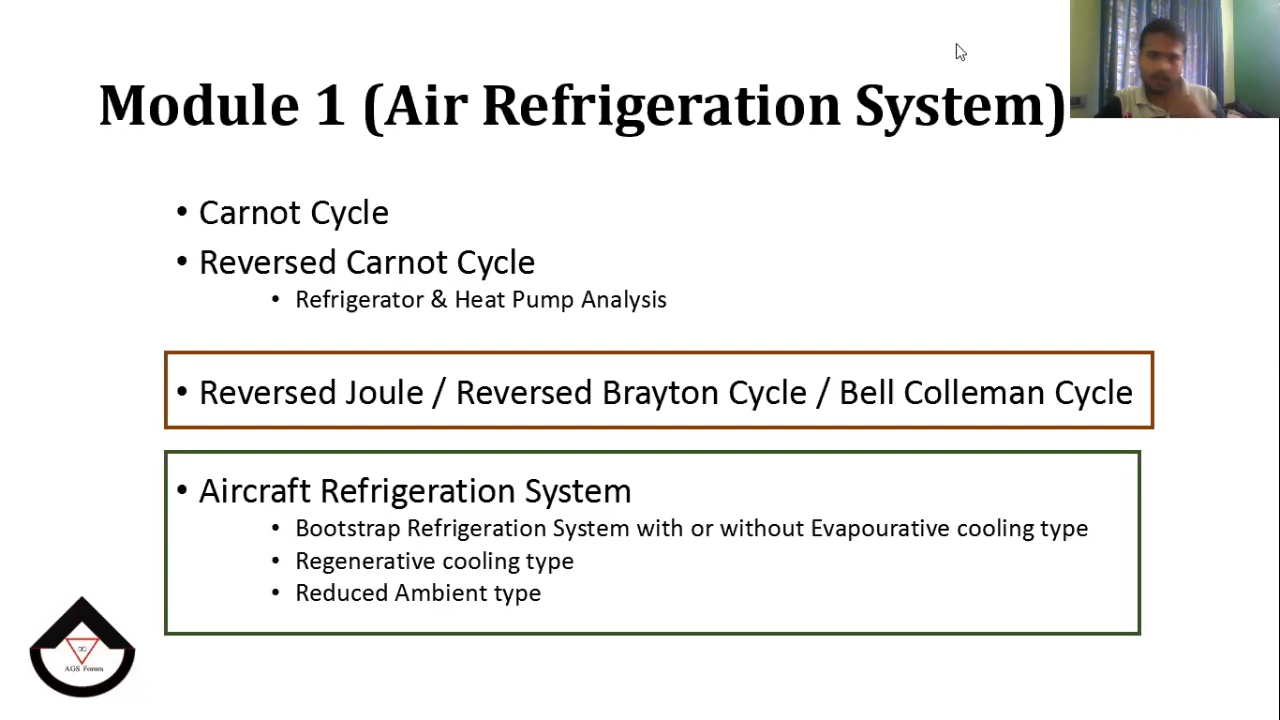 Module 1 (Air Refrigeration System)
• Carnot Cycle
• Reversed Carnot Cycle
• Refrigerator & Heat Pump Analysis
• Reversed Joule / Reversed Brayton Cycle / Bell Colleman Cycle
• Aircraft Refrigeration System
• Bootstrap Refrigeration System with or without Evapourative cooling type
• Regenerative cooling type
• Reduced Ambient type
∞
AGS Forum